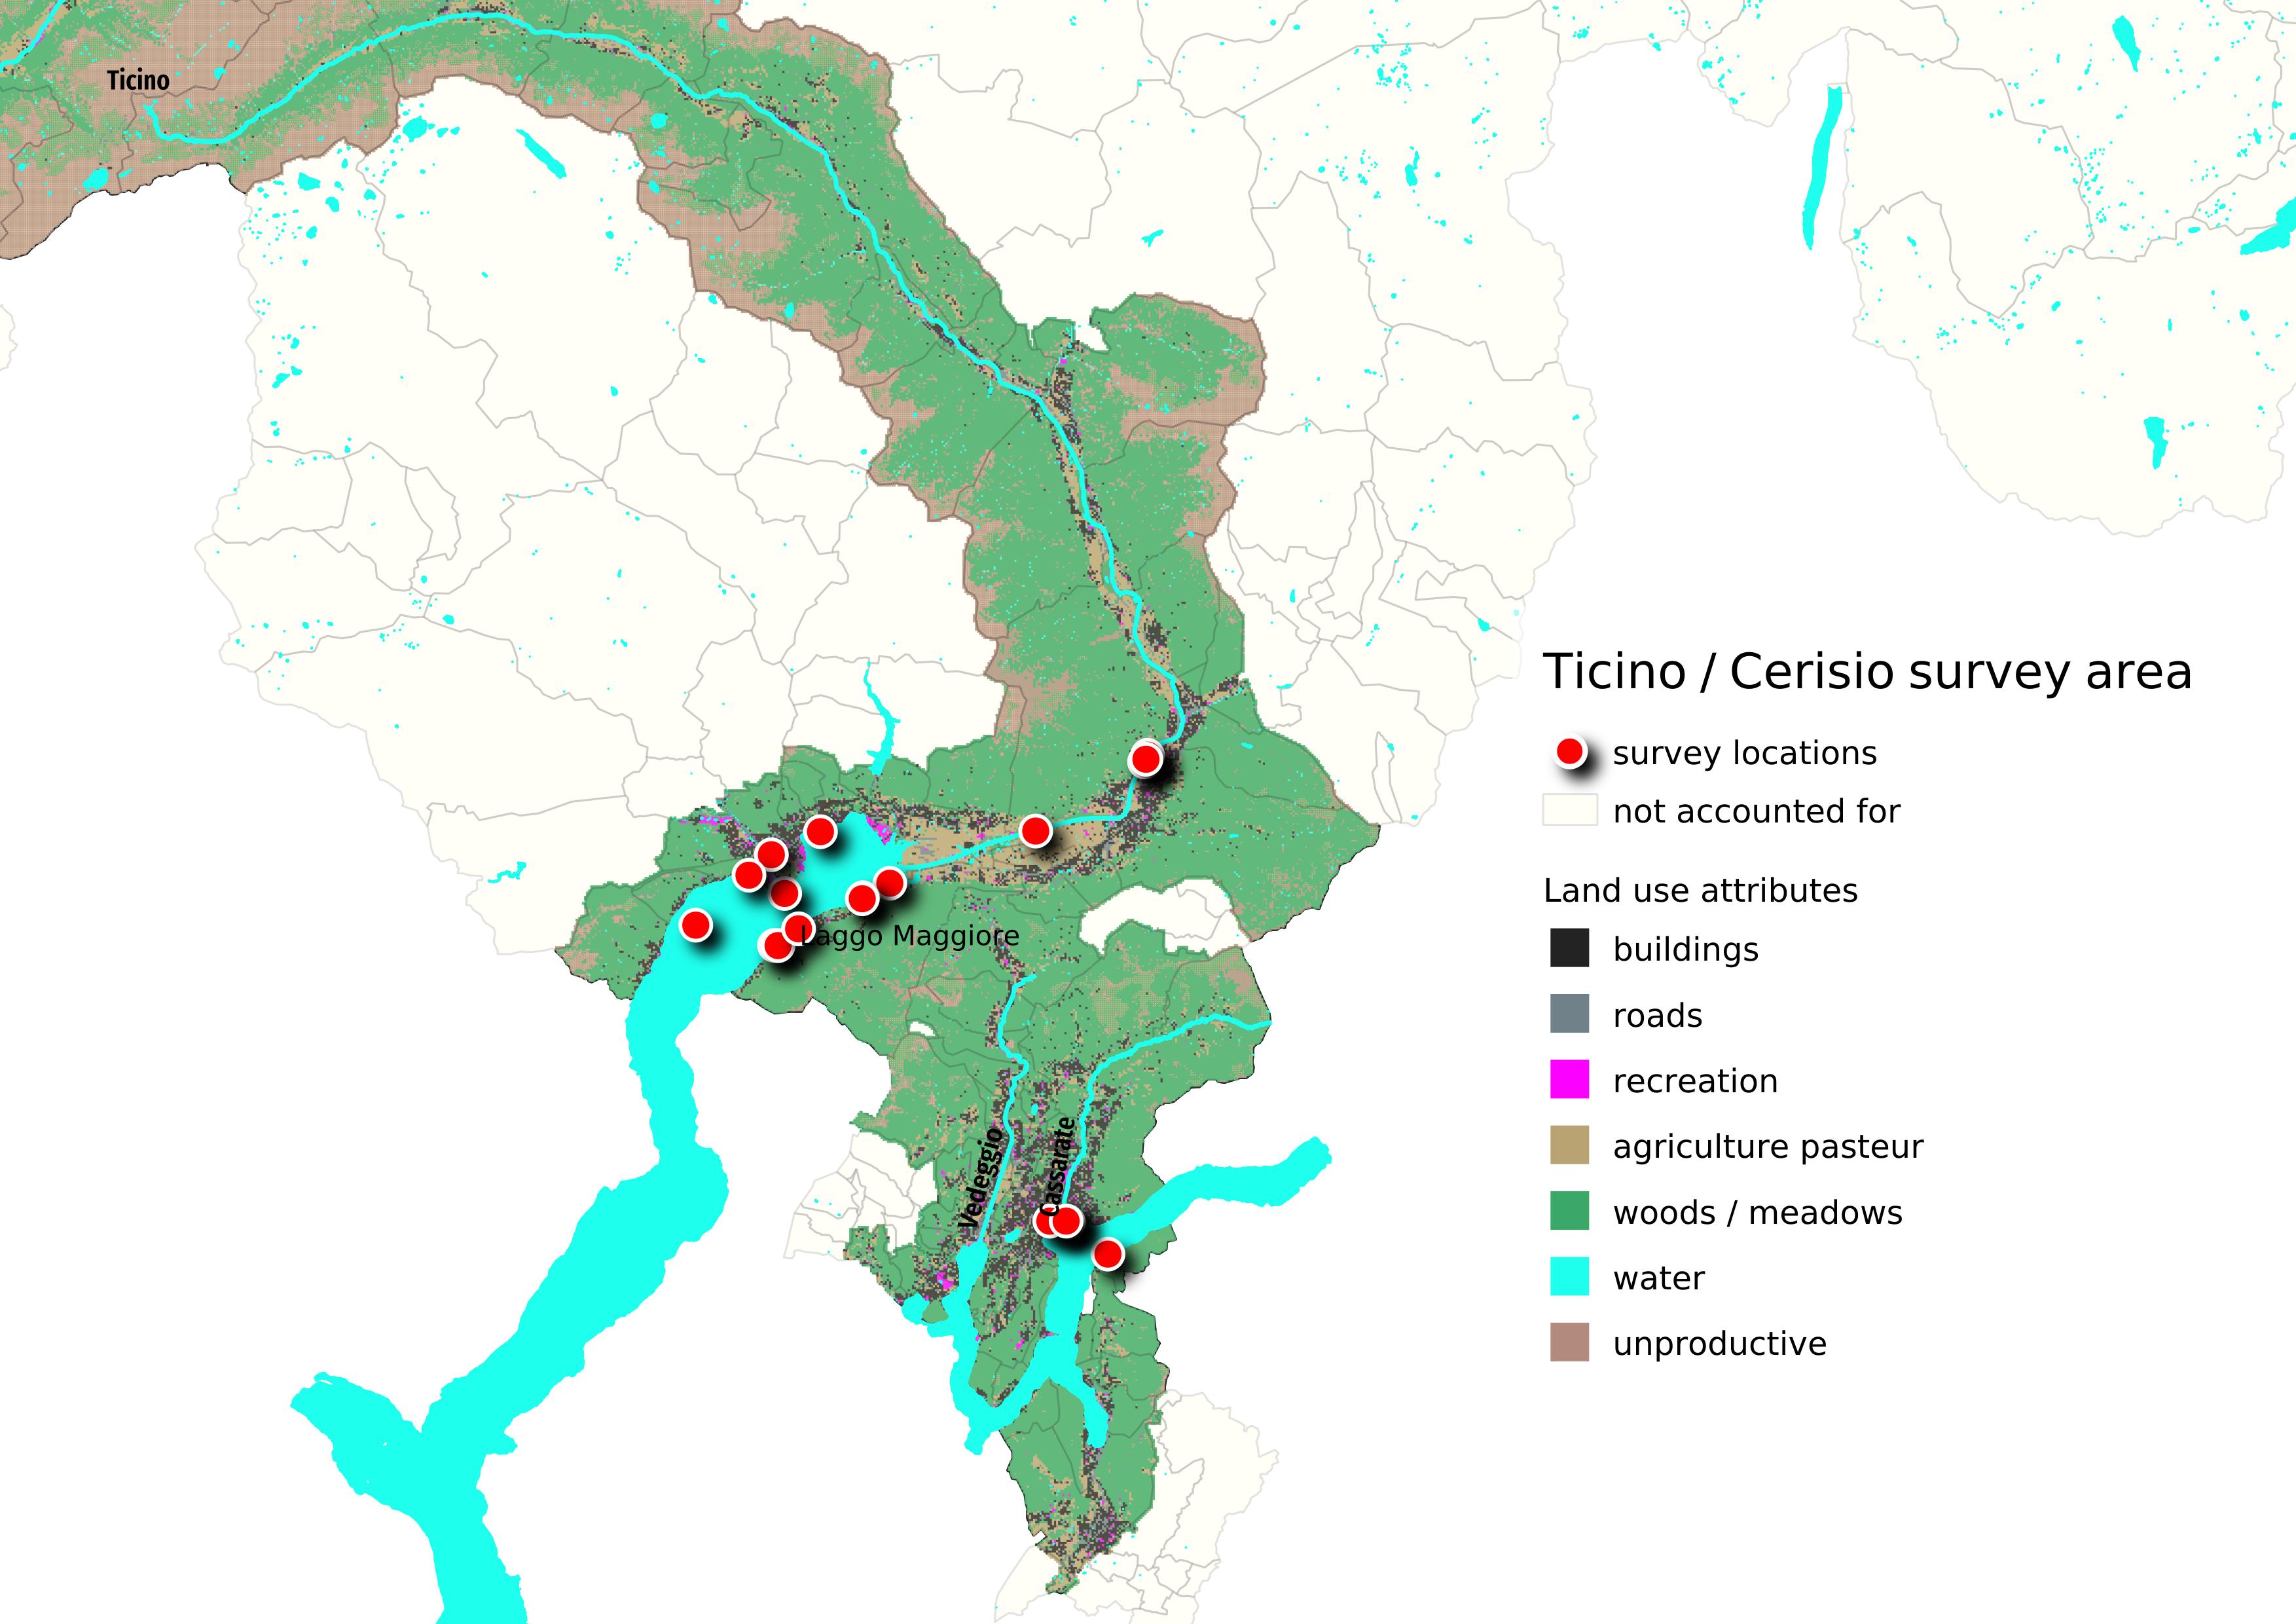 Ticino
Ticino / Cerisio survey area
survey locations
not accounted for
Land use attributes
Laggo Maggiore
buildings
roads
recreation
Vedeggio
Cassarate
agriculture pasteur
woods / meadows
water
unproductive